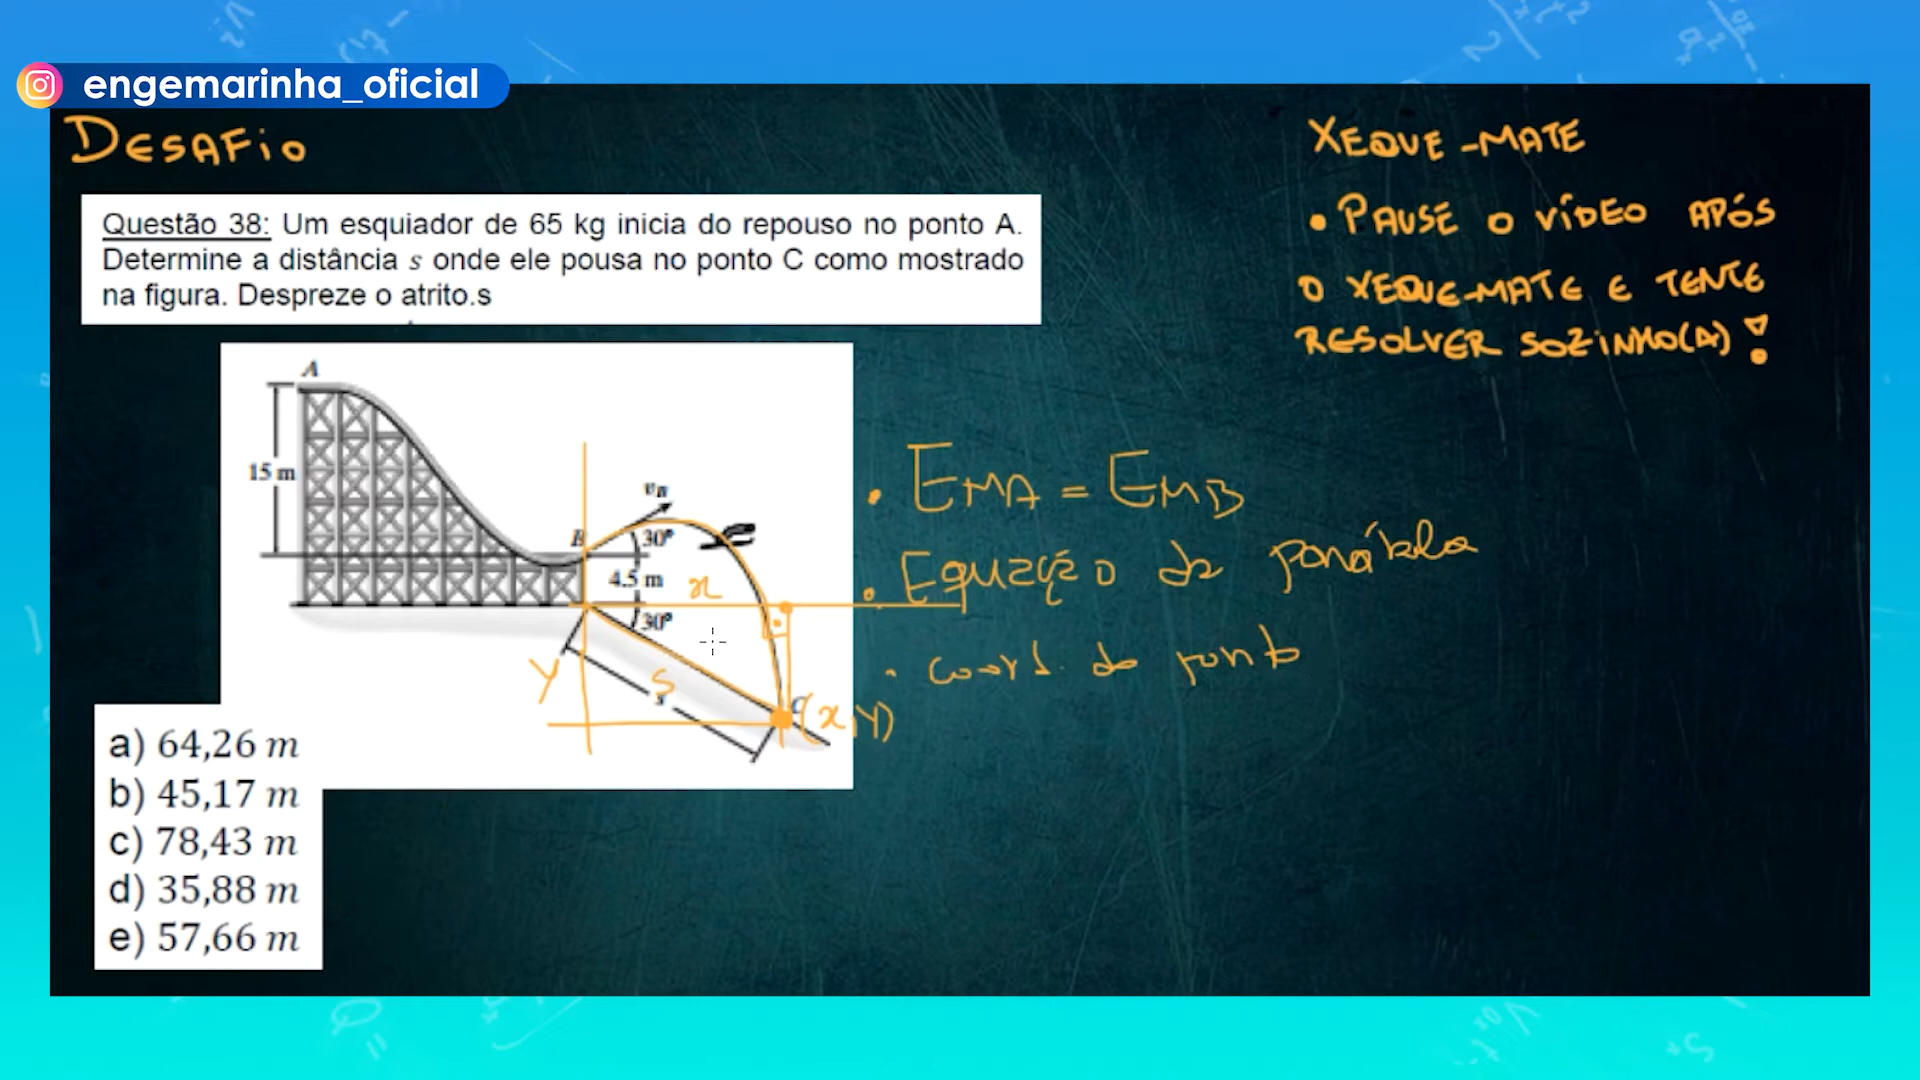 engemarinha_oficial
DESAFiO
XEQUE-MATE
• PAUSE O VÍDEO APÓS
O XEQUE-MATE E TENTE
RESOLVER SOZiNHO(A)!
Questão 38: Um esquiador de 65 kg inicia do repouso no ponto A.
Determine a distância s onde ele pousa no ponto C como mostrado
na figura. Despreze o atrito.s
A
15 m
B
vB
30°
4.5 m
x
30°
Y
S
s
C
(x,Y)
• EMA = EMB
• Equação da parábola
• coord. do ponto
a) 64,26 m
b) 45,17 m
c) 78,43 m
d) 35,88 m
e) 57,66 m